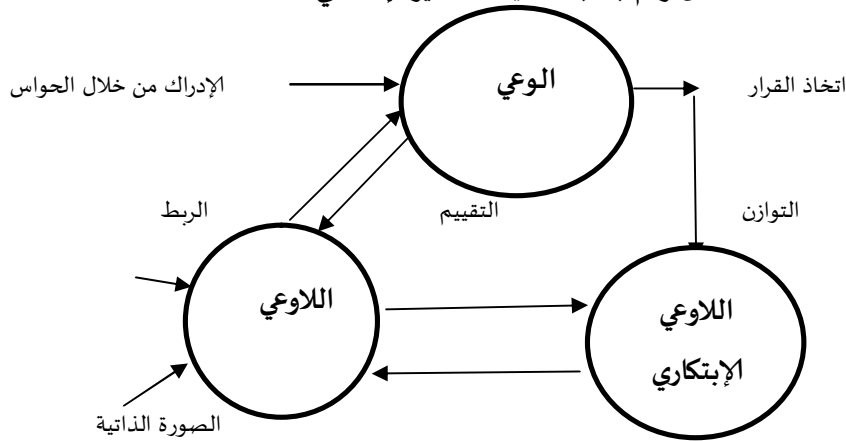 الوعي
الإدراك من خلال الحواس
اتخاذ القرار
الربط
التقييم
التوازن
اللاوعي
اللاوعي
الإبتكاري
الصورة الذاتية